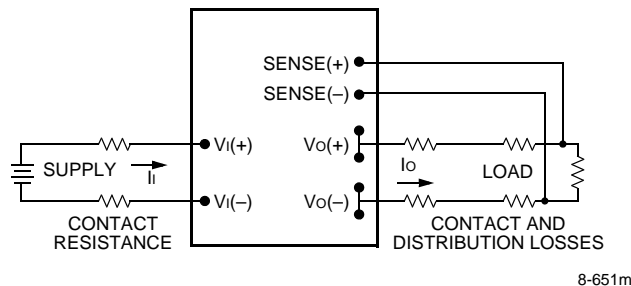 SENSE(+)
SENSE(–)
VI(+)
VO(+)
SUPPLY
II
IO
LOAD
VI(–)
VO(–)
CONTACT
RESISTANCE
CONTACT AND
DISTRIBUTION LOSSES
8-651m